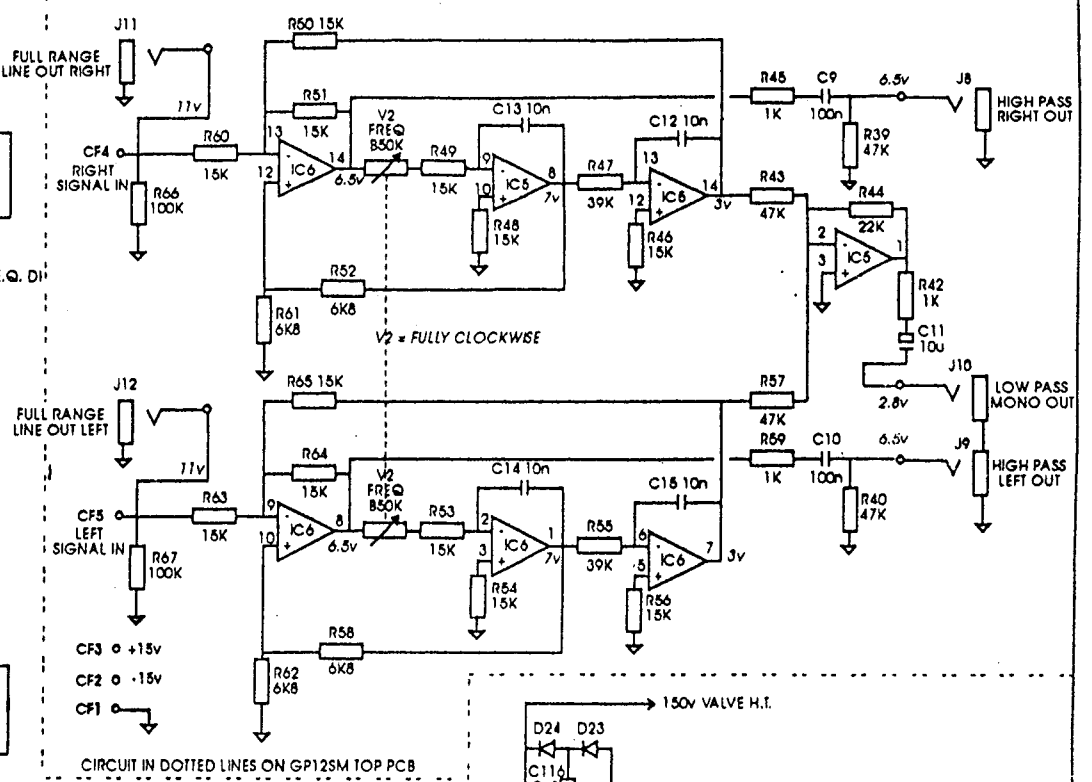 J11
FULL RANGE
LINE OUT RIGHT
11v
CF4
RIGHT
SIGNAL IN
R66
100K
R60
15K
R50 15K
R51
15K
13
12
-
+
IC6
14
6.5v
V2
FREQ
B50K
R49
15K
C13 10n
9
10
-
+
IC5
8
7v
R48
15K
R47
39K
C12 10n
13
12
-
+
IC5
14
3v
R46
15K
R52
6K8
R61
6K8
R45
1K
C9
100n
6.5v
J8
HIGH PASS
RIGHT OUT
R39
47K
R43
47K
R44
22K
2
3
-
+
IC5
1
R42
1K
C11
10u
J10
LOW PASS
MONO OUT
2.8v
V2 = FULLY CLOCKWISE
.Q. DI
J12
FULL RANGE
LINE OUT LEFT
11v
CF5
LEFT
SIGNAL IN
R67
100K
R63
15K
R65 15K
R64
15K
9
10
-
+
IC6
8
6.5v
V2
FREQ
B50K
R53
15K
C14 10n
2
3
-
+
IC6
1
7v
R54
15K
R55
39K
C15 10n
6
5
-
+
IC6
7
3v
R56
15K
R58
6K8
R62
6K8
R57
47K
R59
1K
C10
100n
6.5v
J9
HIGH PASS
LEFT OUT
R40
47K
CF3 +15v
CF2 -15v
CF1
CIRCUIT IN DOTTED LINES ON GP12SM TOP PCB
150v VALVE H.T.
D24 D23
C116